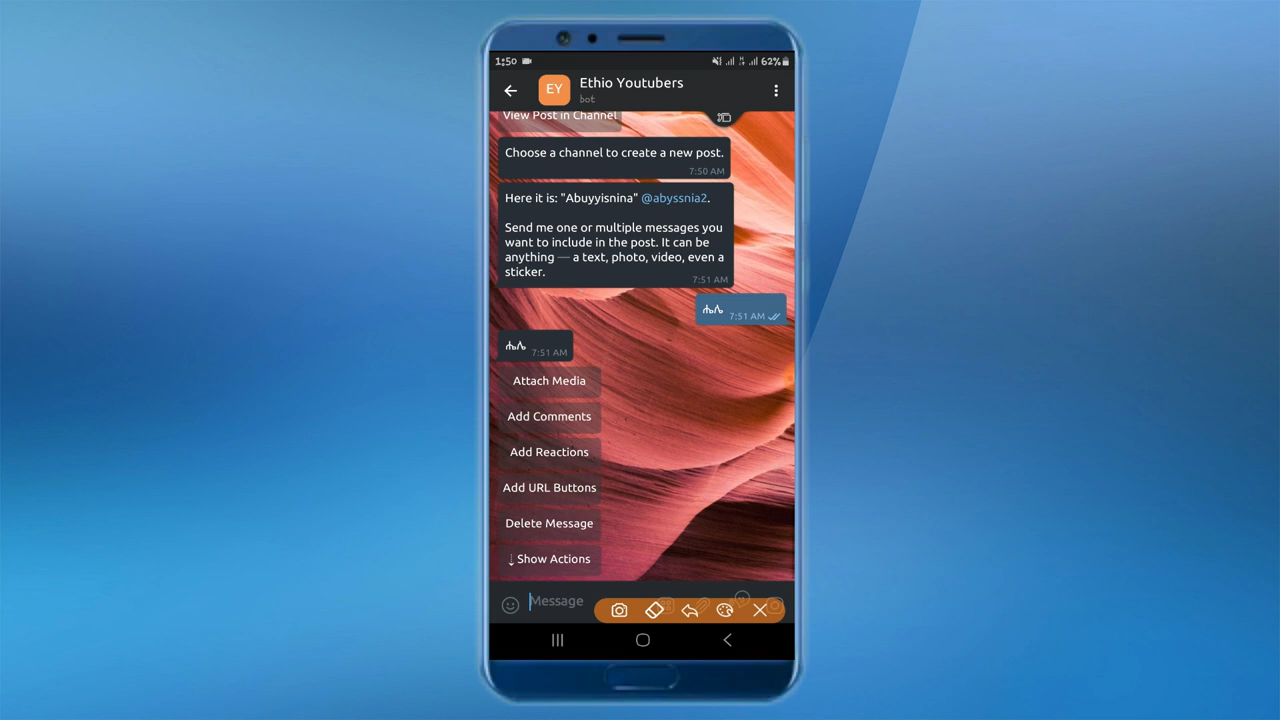 1:50
62%
EY
Ethio Youtubers
bot
View Post in Channel
Choose a channel to create a new post.
7:50 AM
Here it is: "Abuyyisnina" @abyssnia2.
Send me one or multiple messages you
want to include in the post. It can be
anything — a text, photo, video, even a
sticker.
7:51 AM
7:51 AM
7:51 AM
Attach Media
Add Comments
Add Reactions
Add URL Buttons
Delete Message
↓ Show Actions
Message